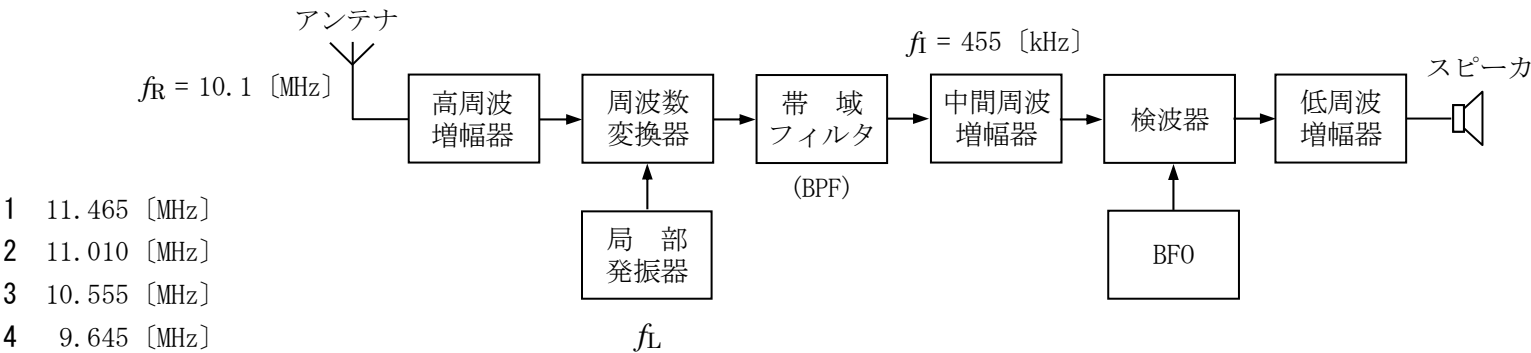 アンテナ
fR = 10.1 〔MHz〕
fI = 455 〔kHz〕
スピーカ
高周波
増幅器
周波数
変換器
帯 域
フィルタ
中間周波
増幅器
検波器
低周波
増幅器
(BPF)
局 部
発振器
BFO
fL
1 11.465 〔MHz〕
2 11.010 〔MHz〕
3 10.555 〔MHz〕
4 9.645 〔MHz〕